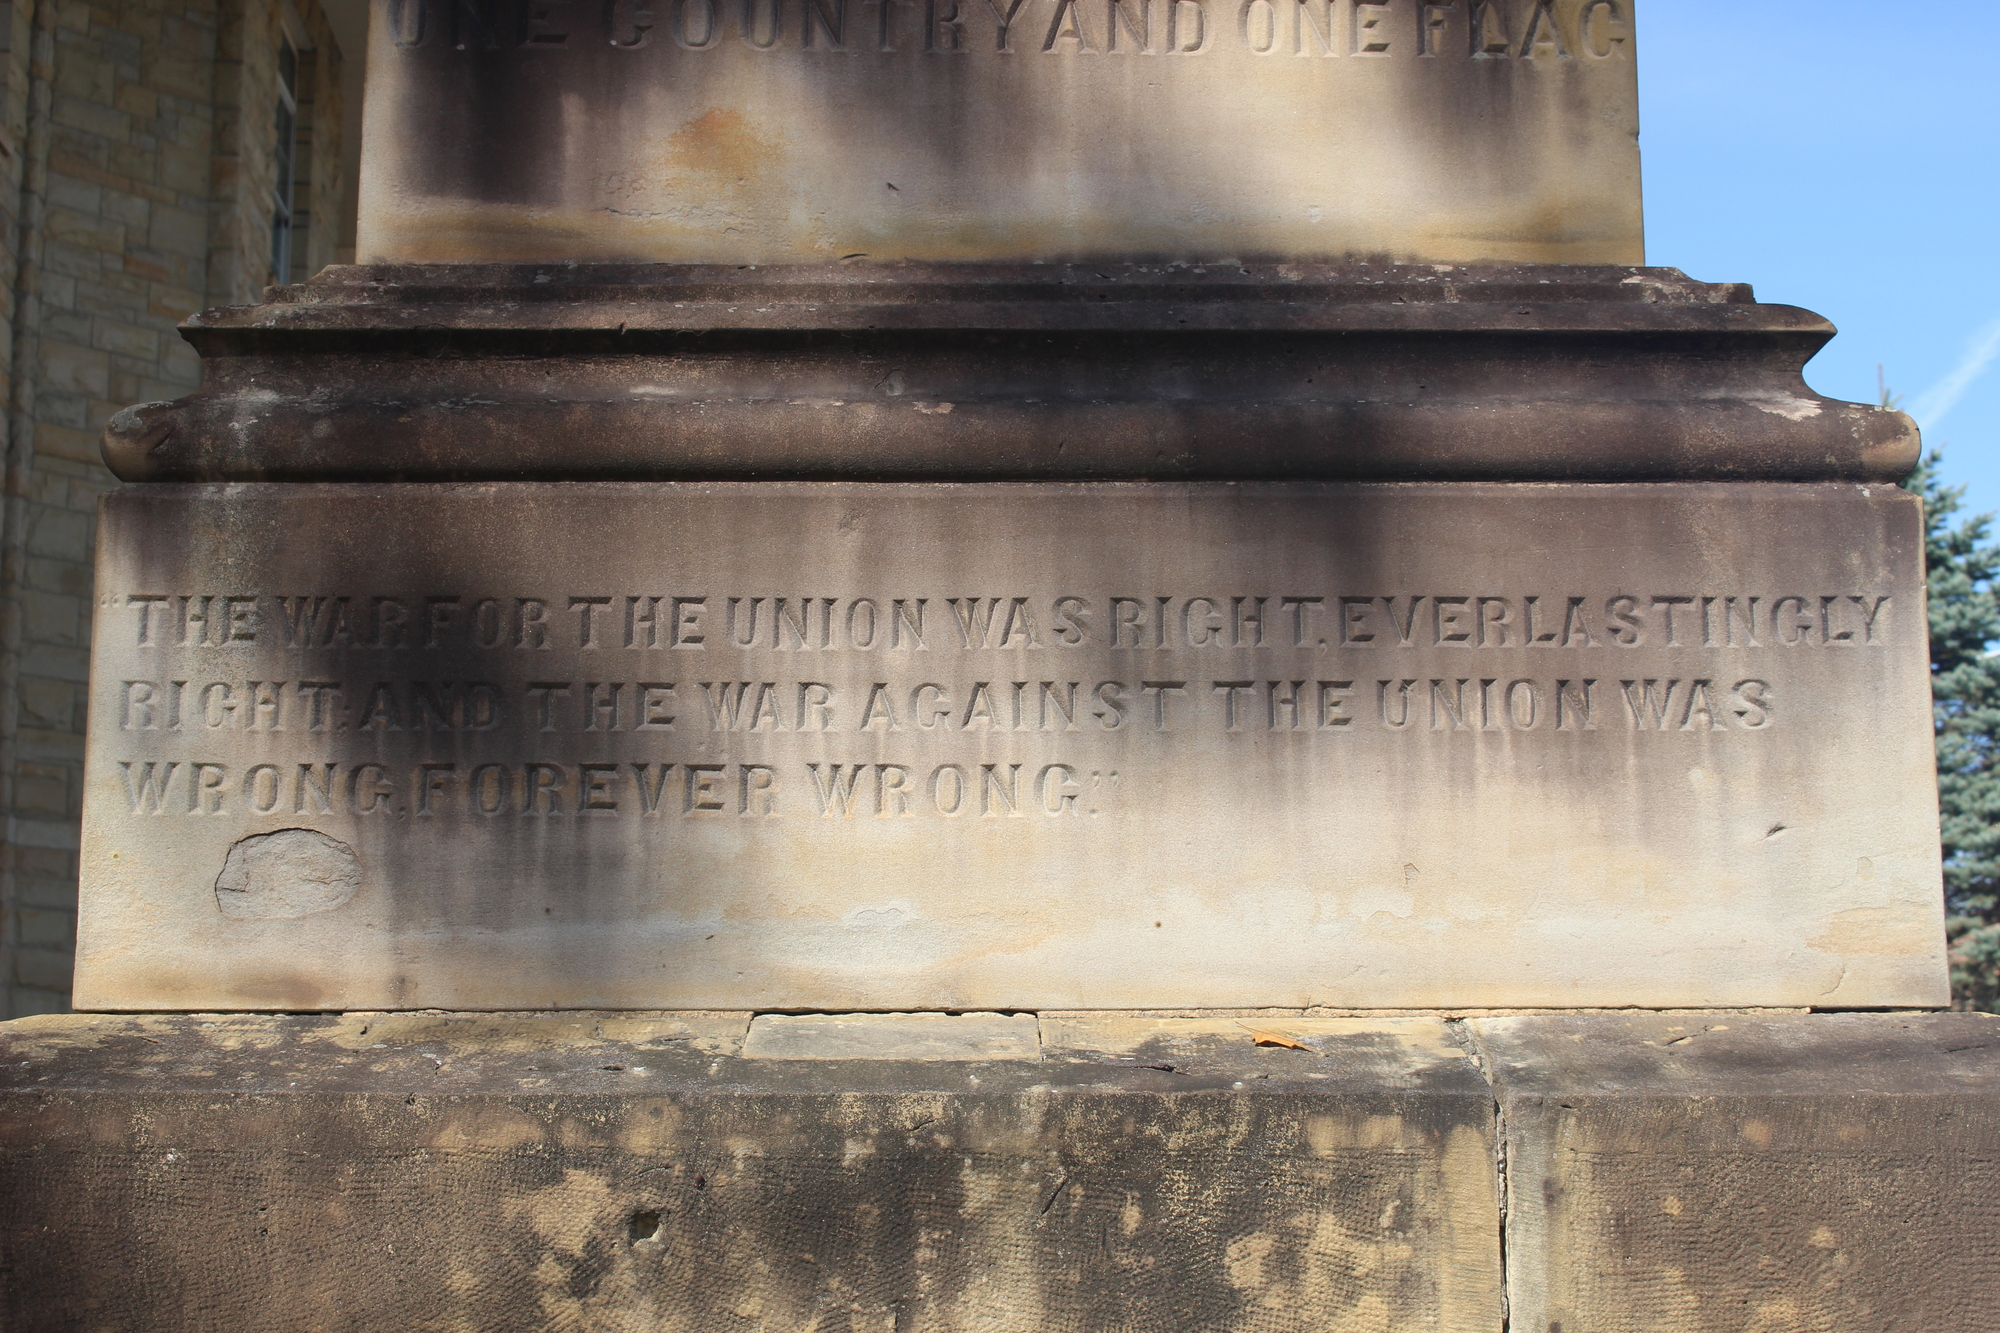 ONE COUNTRY AND ONE FLAG
“THE WAR FOR THE UNION WAS RIGHT, EVERLASTINGLY
RIGHT; AND THE WAR AGAINST THE UNION WAS
WRONG, FOREVER WRONG.”